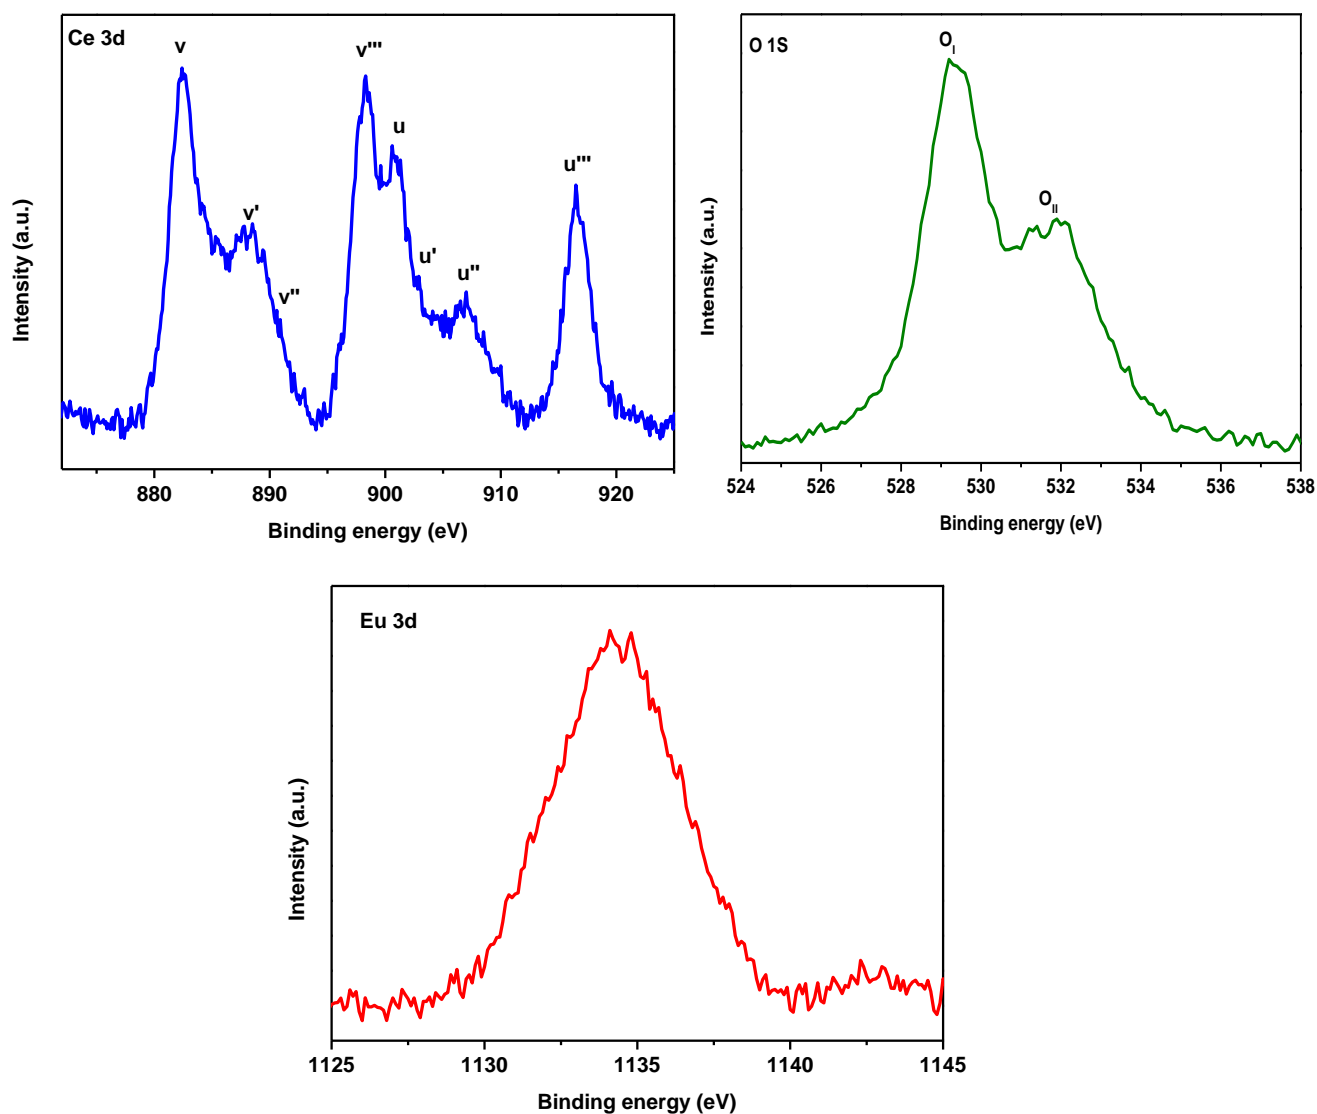 Ce 3d
v
v'
v''
v'''
u
u'
u''
u'''
Intensity (a.u.)
880 890 900 910 920
Binding energy (eV)
O 1S
O_I
O_II
Intensity (a.u.)
524 526 528 530 532 534 536 538
Binding energy (eV)
Eu 3d
Intensity (a.u.)
1125 1130 1135 1140 1145
Binding energy (eV)